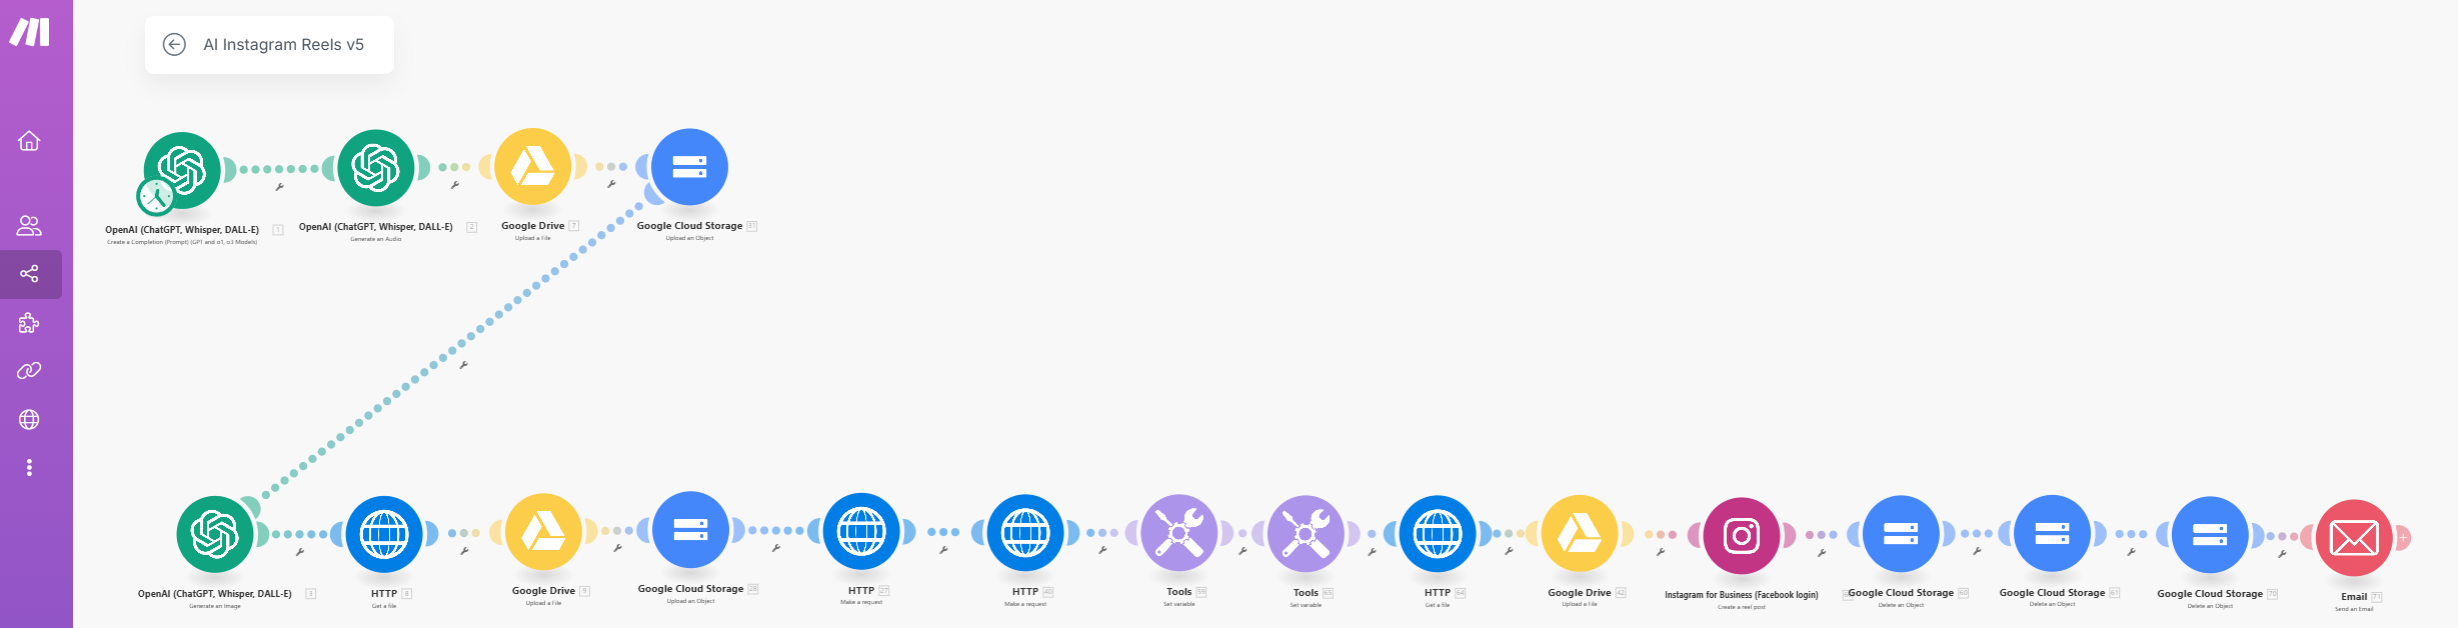 AI Instagram Reels v5
OpenAI (ChatGPT, Whisper, DALL-E) 1
Create a Completion (Prompt) (GPT and o1, o3 Models)
OpenAI (ChatGPT, Whisper, DALL-E) 2
Generate an Audio
Google Drive 7
Upload a File
Google Cloud Storage 31
Upload an Object
OpenAI (ChatGPT, Whisper, DALL-E) 3
Generate an Image
HTTP 8
Get a file
Google Drive 9
Upload a File
Google Cloud Storage 28
Upload an Object
HTTP 27
Make a request
HTTP 40
Make a request
Tools 59
Set variable
Tools 65
Set variable
HTTP 64
Get a file
Google Drive 42
Upload a File
Instagram for Business (Facebook login)
Create a reel post
Google Cloud Storage 60
Delete an Object
Google Cloud Storage 61
Delete an Object
Google Cloud Storage 70
Delete an Object
Email 71
Send an Email